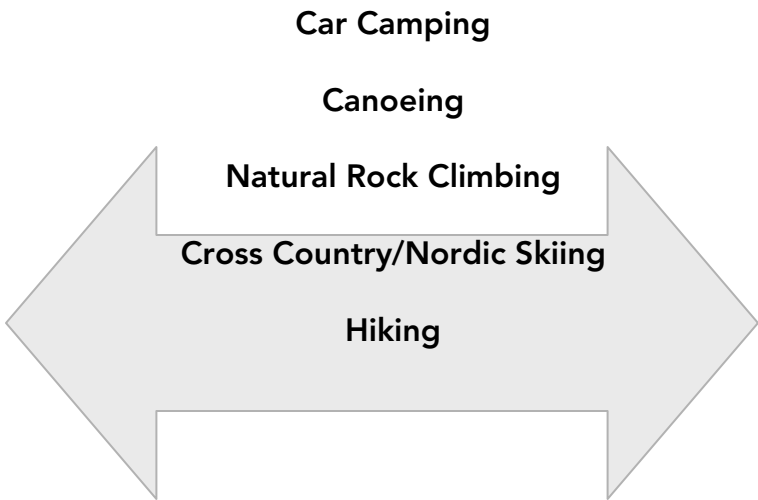 Car Camping
Canoeing
Natural Rock Climbing
Cross Country/Nordic Skiing
Hiking